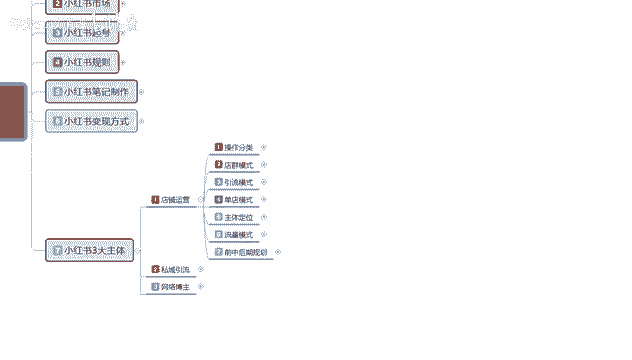 2 小红书市场
3 小红书起号
4 小红书规则
5 小红书笔记制作
6 小红书变现方式
7 小红书3大主体
1 店铺运营
1 操作分类
2 店群模式
3 引流模式
4 单店模式
5 主体定位
6 流量模式
7 前中后期规划
2 私域引流
3 网络博主